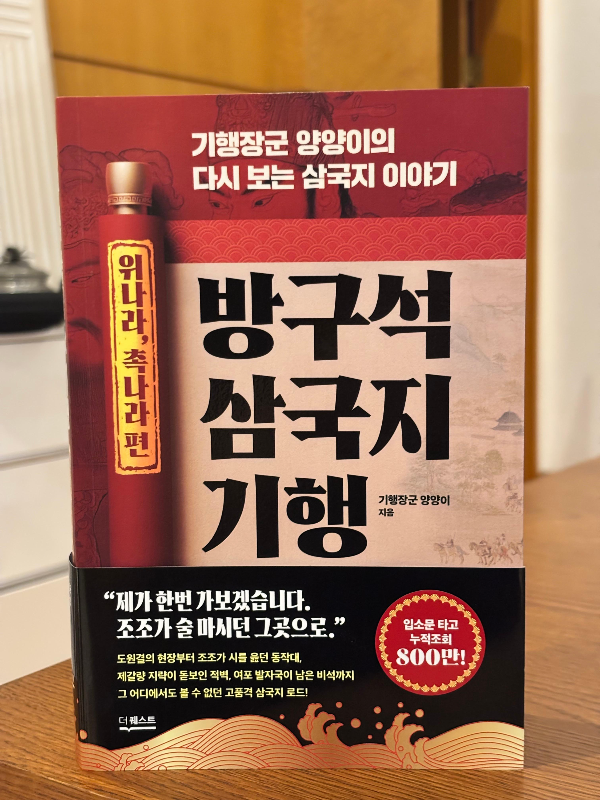 기행장군 양양이의
다시 보는 삼국지 이야기
위나라, 촉나라 편
방구석
삼국지
기행
기행장군 양양이
지음
“제가 한번 가보겠습니다.
조조가 술 마시던 그곳으로.”
도원결의 현장부터 조조가 시를 읊던 동작대,
제갈량 지략이 돋보인 적벽, 여포 발자국이 남은 비석까지
그 어디에서도 볼 수 없던 고품격 삼국지 로드!
입소문 타고
누적조회
800만!
더 퀘스트